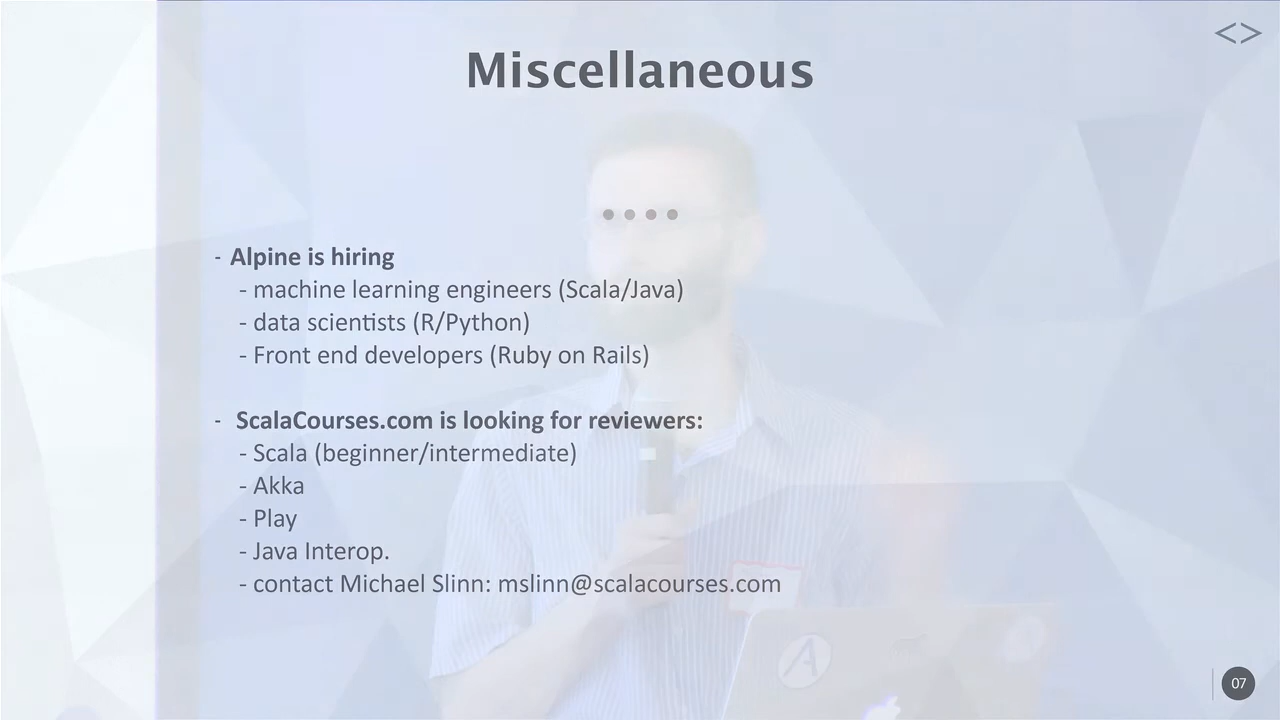 <>
Miscellaneous
- Alpine is hiring
- machine learning engineers (Scala/Java)
- data scientists (R/Python)
- Front end developers (Ruby on Rails)
- ScalaCourses.com is looking for reviewers:
- Scala (beginner/intermediate)
- Akka
- Play
- Java Interop.
- contact Michael Slinn: mslinn@scalacourses.com
07